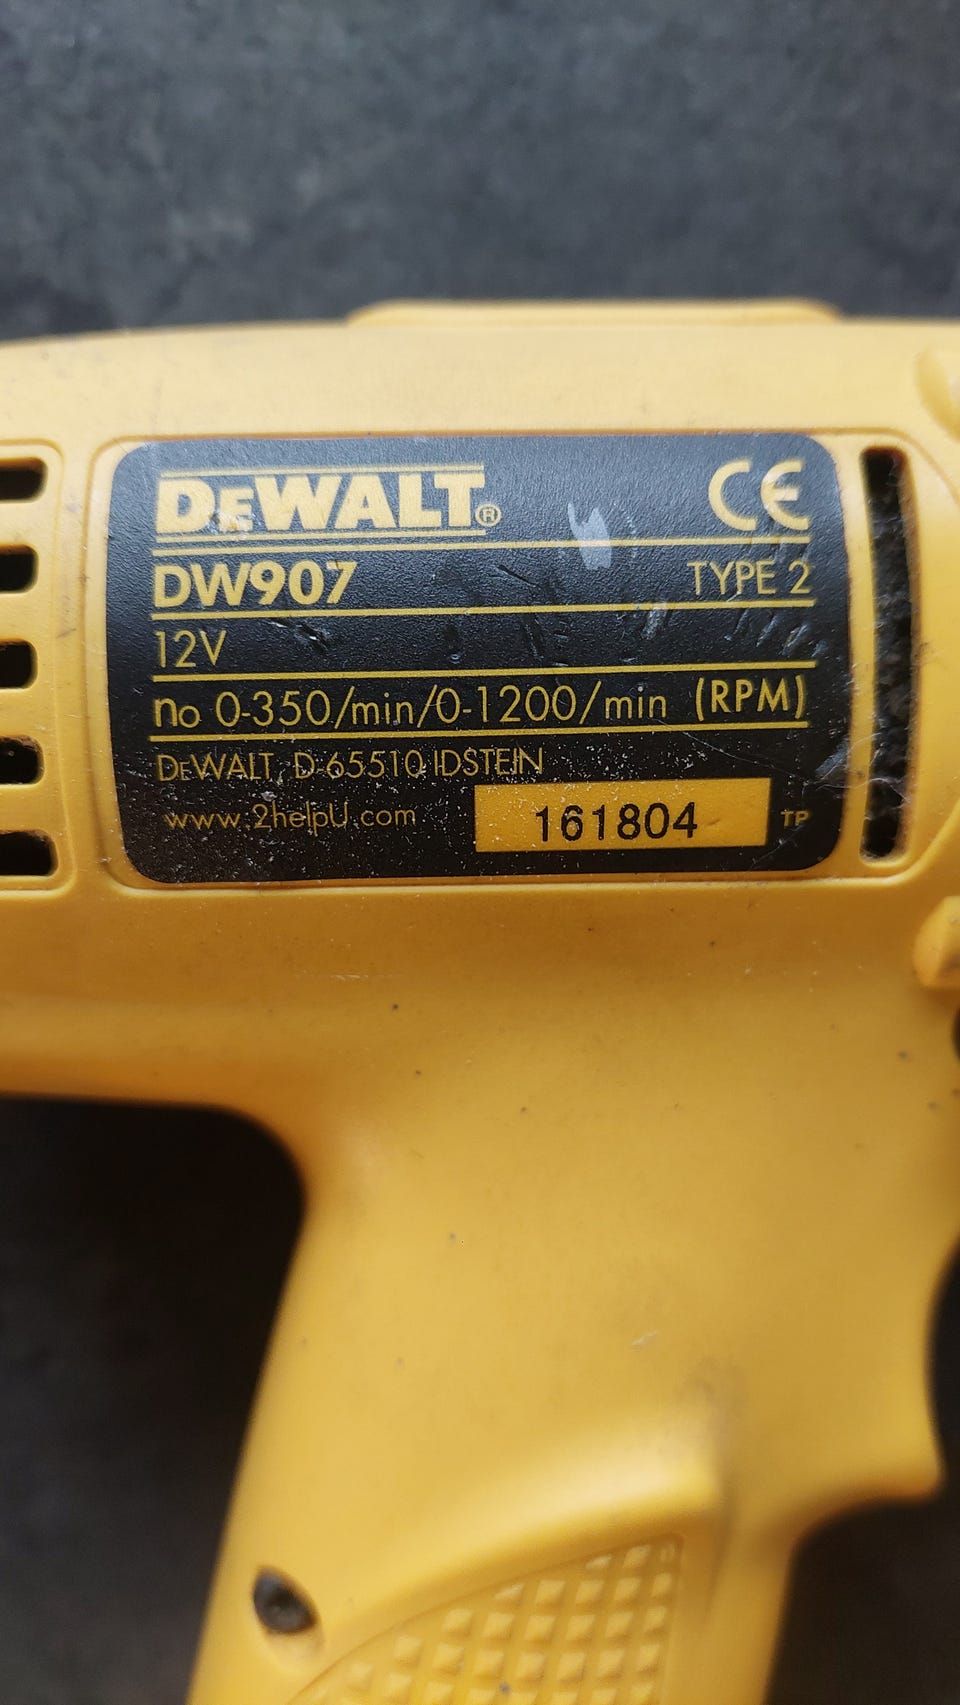 DEWALT®
CE
DW907 TYPE 2
12V
no 0-350/min/0-1200/min (RPM)
DEWALT, D-65510 IDSTEIN
www.2helpU.com
161804 TP